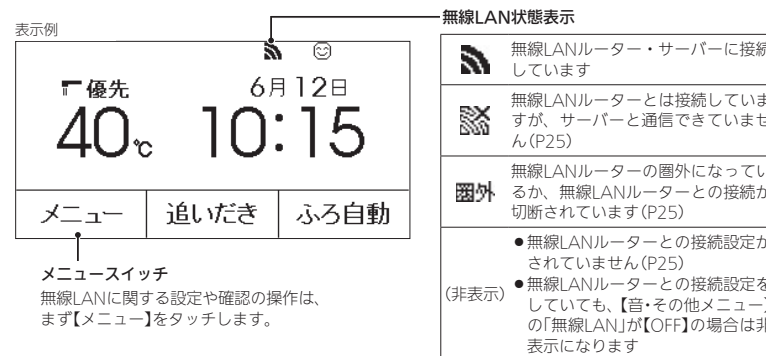 表示例
優先
6月12日
40℃
10:15
メニュー
追いだき
ふろ自動
メニュースイッチ
無線LANに関する設定や確認の操作は、
まず【メニュー】をタッチします。
無線LAN状態表示
無線LANルーター・サーバーに接続
しています
無線LANルーターとは接続していま
すが、サーバーと通信できていませ
ん(P25)
圏外
無線LANルーターの圏外になってい
るか、無線LANルーターとの接続が
切断されています(P25)
(非表示)
●無線LANルーターとの接続設定が
されていません(P25)
●無線LANルーターとの接続設定を
していても、【音・その他メニュー】
の「無線LAN」が【OFF】の場合は非
表示になります